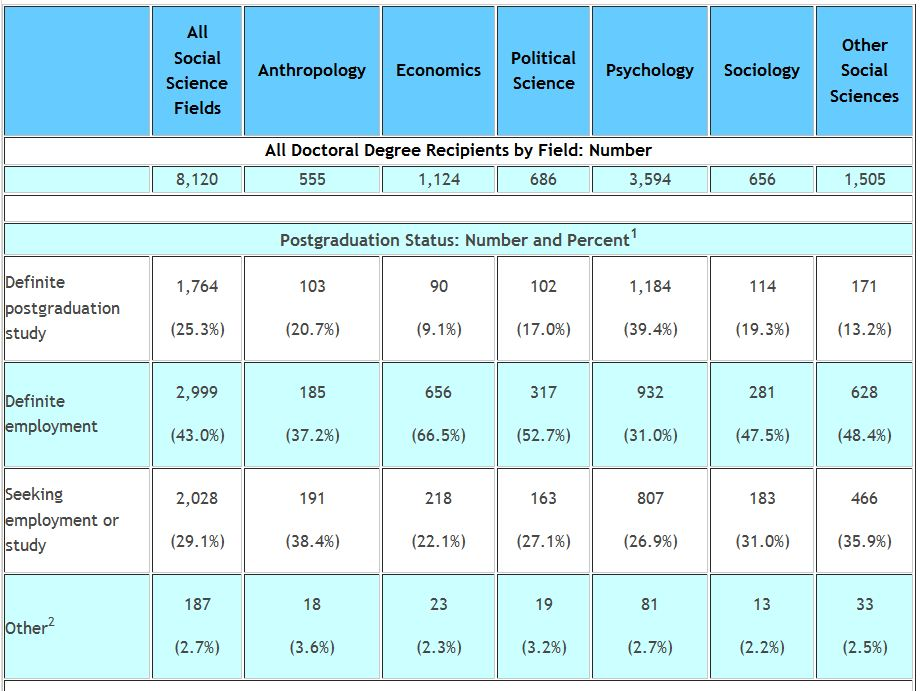 All Social Science Fields Anthropology Economics Political Science Psychology Sociology Other Social Sciences
All Doctoral Degree Recipients by Field: Number
8,120 555 1,124 686 3,594 656 1,505
Postgraduation Status: Number and Percent1
Definite postgraduation study 1,764 103 90 102 1,184 114 171
(25.3%) (20.7%) (9.1%) (17.0%) (39.4%) (19.3%) (13.2%)
Definite employment 2,999 185 656 317 932 281 628
(43.0%) (37.2%) (66.5%) (52.7%) (31.0%) (47.5%) (48.4%)
Seeking employment or study 2,028 191 218 163 807 183 466
(29.1%) (38.4%) (22.1%) (27.1%) (26.9%) (31.0%) (35.9%)
Other2 187 18 23 19 81 13 33
(2.7%) (3.6%) (2.3%) (3.2%) (2.7%) (2.2%) (2.5%)